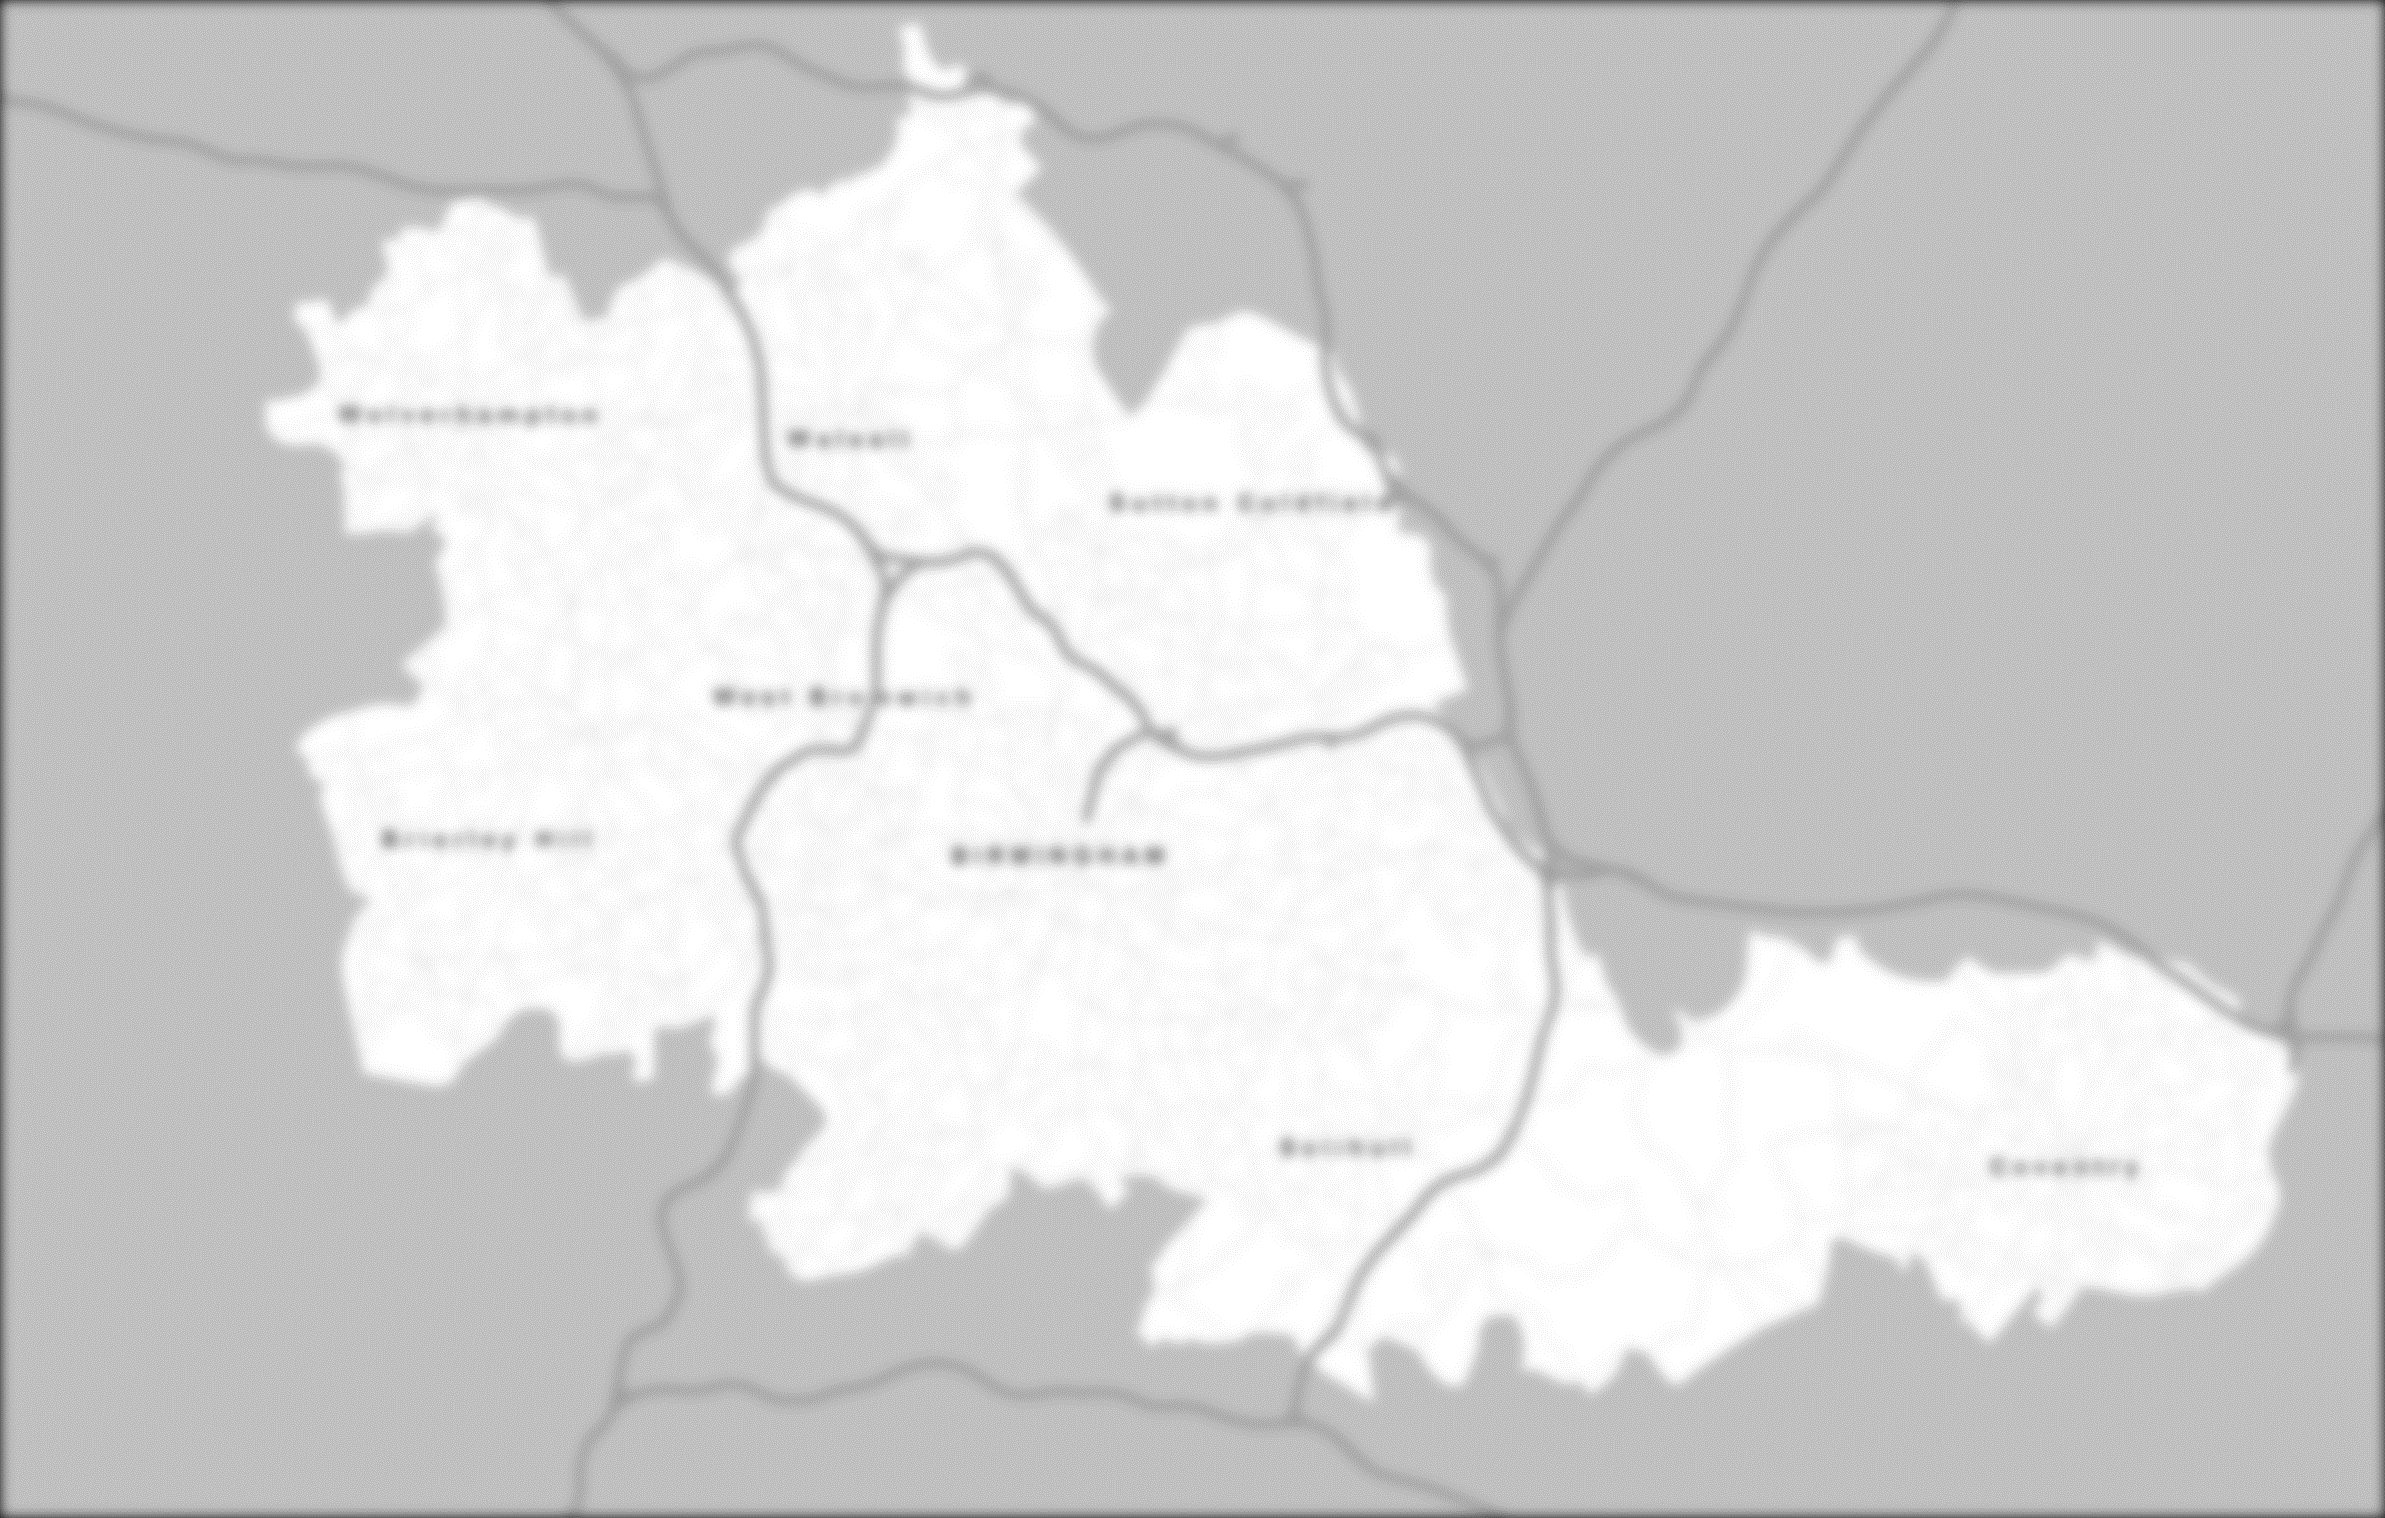 Wolverhampton
Walsall
Sutton Coldfield
West Bromwich
Brierley Hill
BIRMINGHAM
Solihull
Coventry